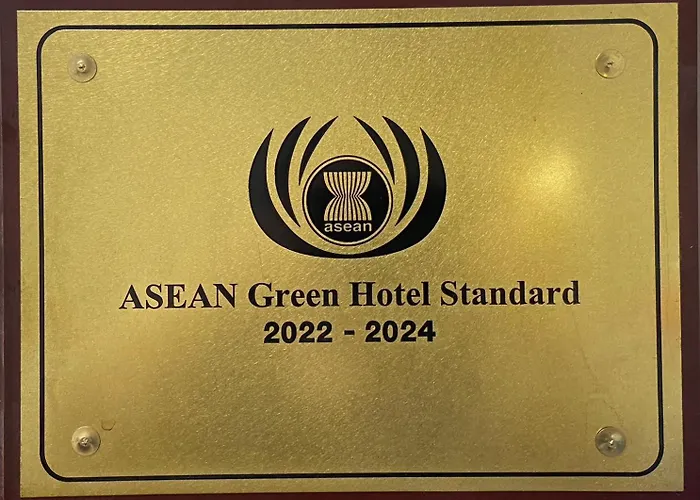 asean
ASEAN Green Hotel Standard
2022 - 2024